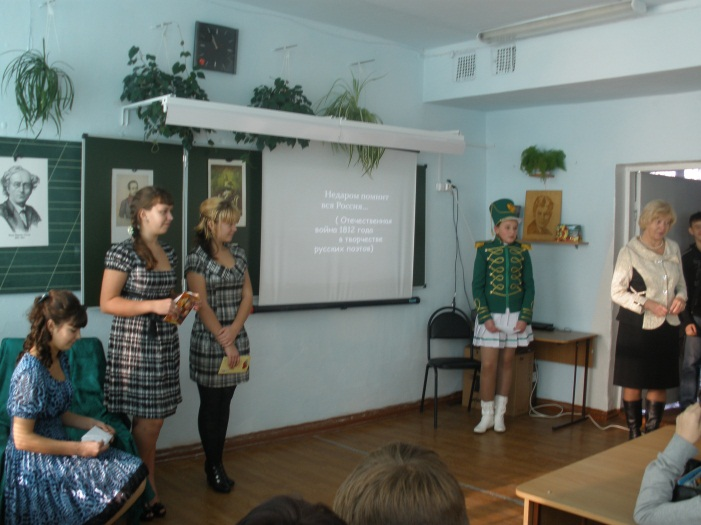 Недаром помнит
вся Россия...
( Отечественная
война 1812 года
в творчестве
русских поэтов)